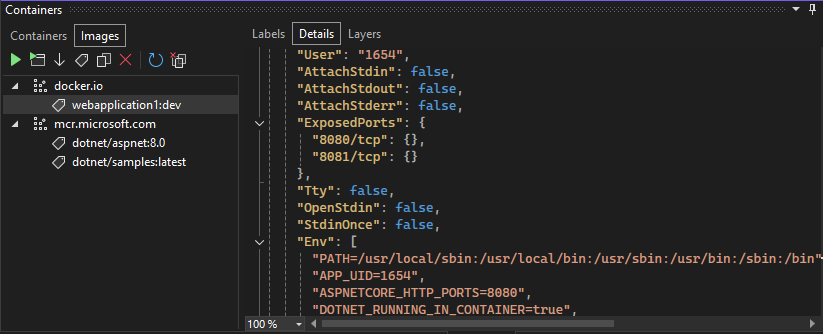 Containers
Containers Images
docker.io
webapplication1:dev
mcr.microsoft.com
dotnet/aspnet:8.0
dotnet/samples:latest
Labels Details Layers
"User": "1654",
"AttachStdin": false,
"AttachStdout": false,
"AttachStderr": false,
"ExposedPorts": {
"8080/tcp": {},
"8081/tcp": {}
},
"Tty": false,
"OpenStdin": false,
"StdinOnce": false,
"Env": [
"PATH=/usr/local/sbin:/usr/local/bin:/usr/sbin:/usr/bin:/sbin:/bin"
"APP_UID=1654",
"ASPNETCORE_HTTP_PORTS=8080",
"DOTNET_RUNNING_IN_CONTAINER=true",
100 %